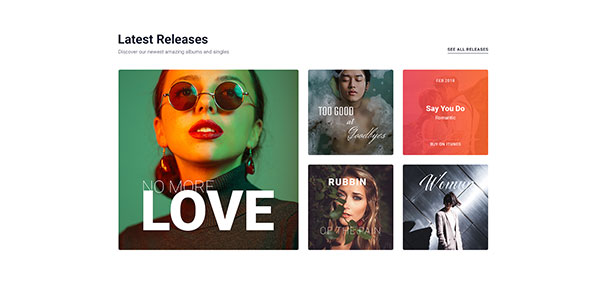 Latest Releases
Discover our newest amazing albums and singles
SEE ALL RELEASES
NO MORE
LOVE
TOO GOOD
at
Goodbyes
FEB 2018
Say You Do
Romantic
BUY ON ITUNES
RUBBIN
OF THE PAIN
Woman